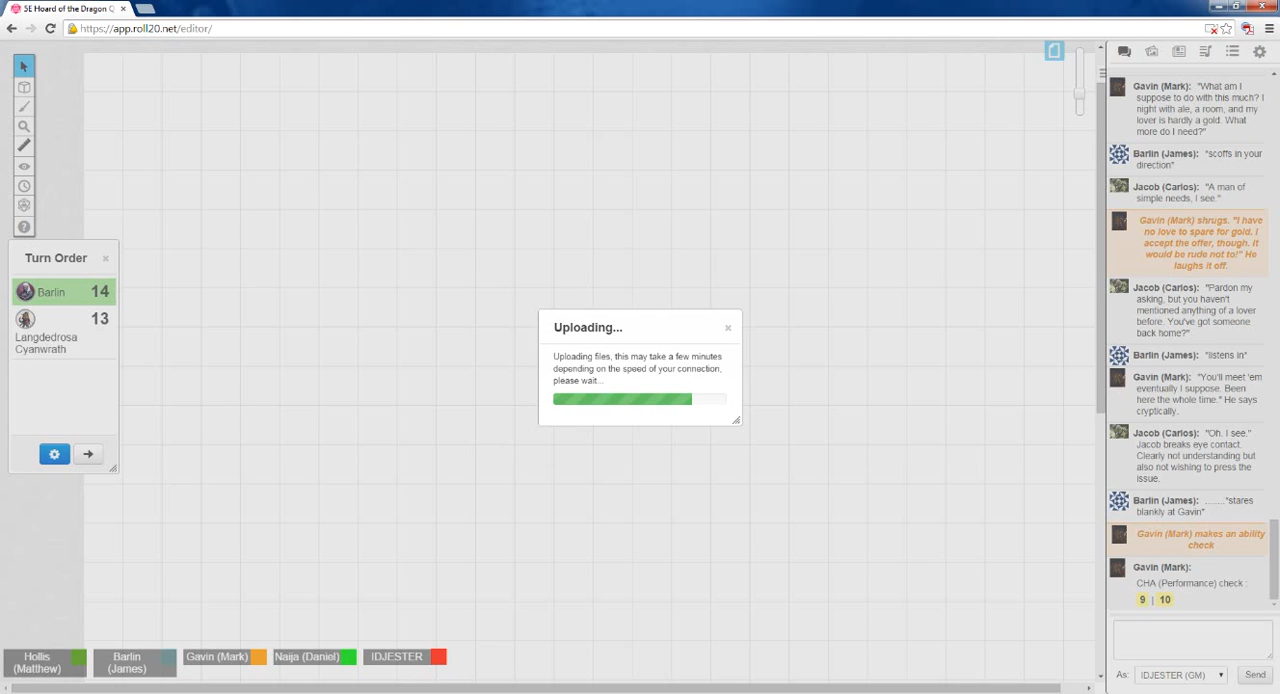 5E Hoard of the Dragon Q
https://app.roll20.net/editor/
Turn Order
Barlin 14
13
Langdedrosa
Cyanwrath
Uploading...
Uploading files, this may take a few minutes
depending on the speed of your connection,
please wait...
Gavin (Mark): "What am I
suppose to do with this much? I
night with ale, a room, and my
lover is hardly a gold. What
more do I need?"
Barlin (James): "scoffs in your
direction"
Jacob (Carlos): "A man of
simple needs, I see."
Gavin (Mark) shrugs. "I have
no love to spare for gold. I
accept the offer, though. It
would be rude not to!" He
laughs it off.
Jacob (Carlos): "Pardon my
asking, but you haven't
mentioned anything of a lover
before. You've got someone
back home?"
Barlin (James): "listens in"
Gavin (Mark): "You'll meet 'em
eventually I suppose. Been
here the whole time." He says
cryptically.
Jacob (Carlos): "Oh. I see."
Jacob breaks eye contact.
Clearly not understanding but
also not wishing to press the
issue.
Barlin (James): ........"stares
blankly at Gavin"
Gavin (Mark) makes an ability
check
Gavin (Mark):
CHA (Performance) check :
9 | 10
As: IDJESTER (GM) Send
Hollis
(Matthew)
Barlin
(James)
Gavin (Mark)
Naija (Daniel)
IDJESTER